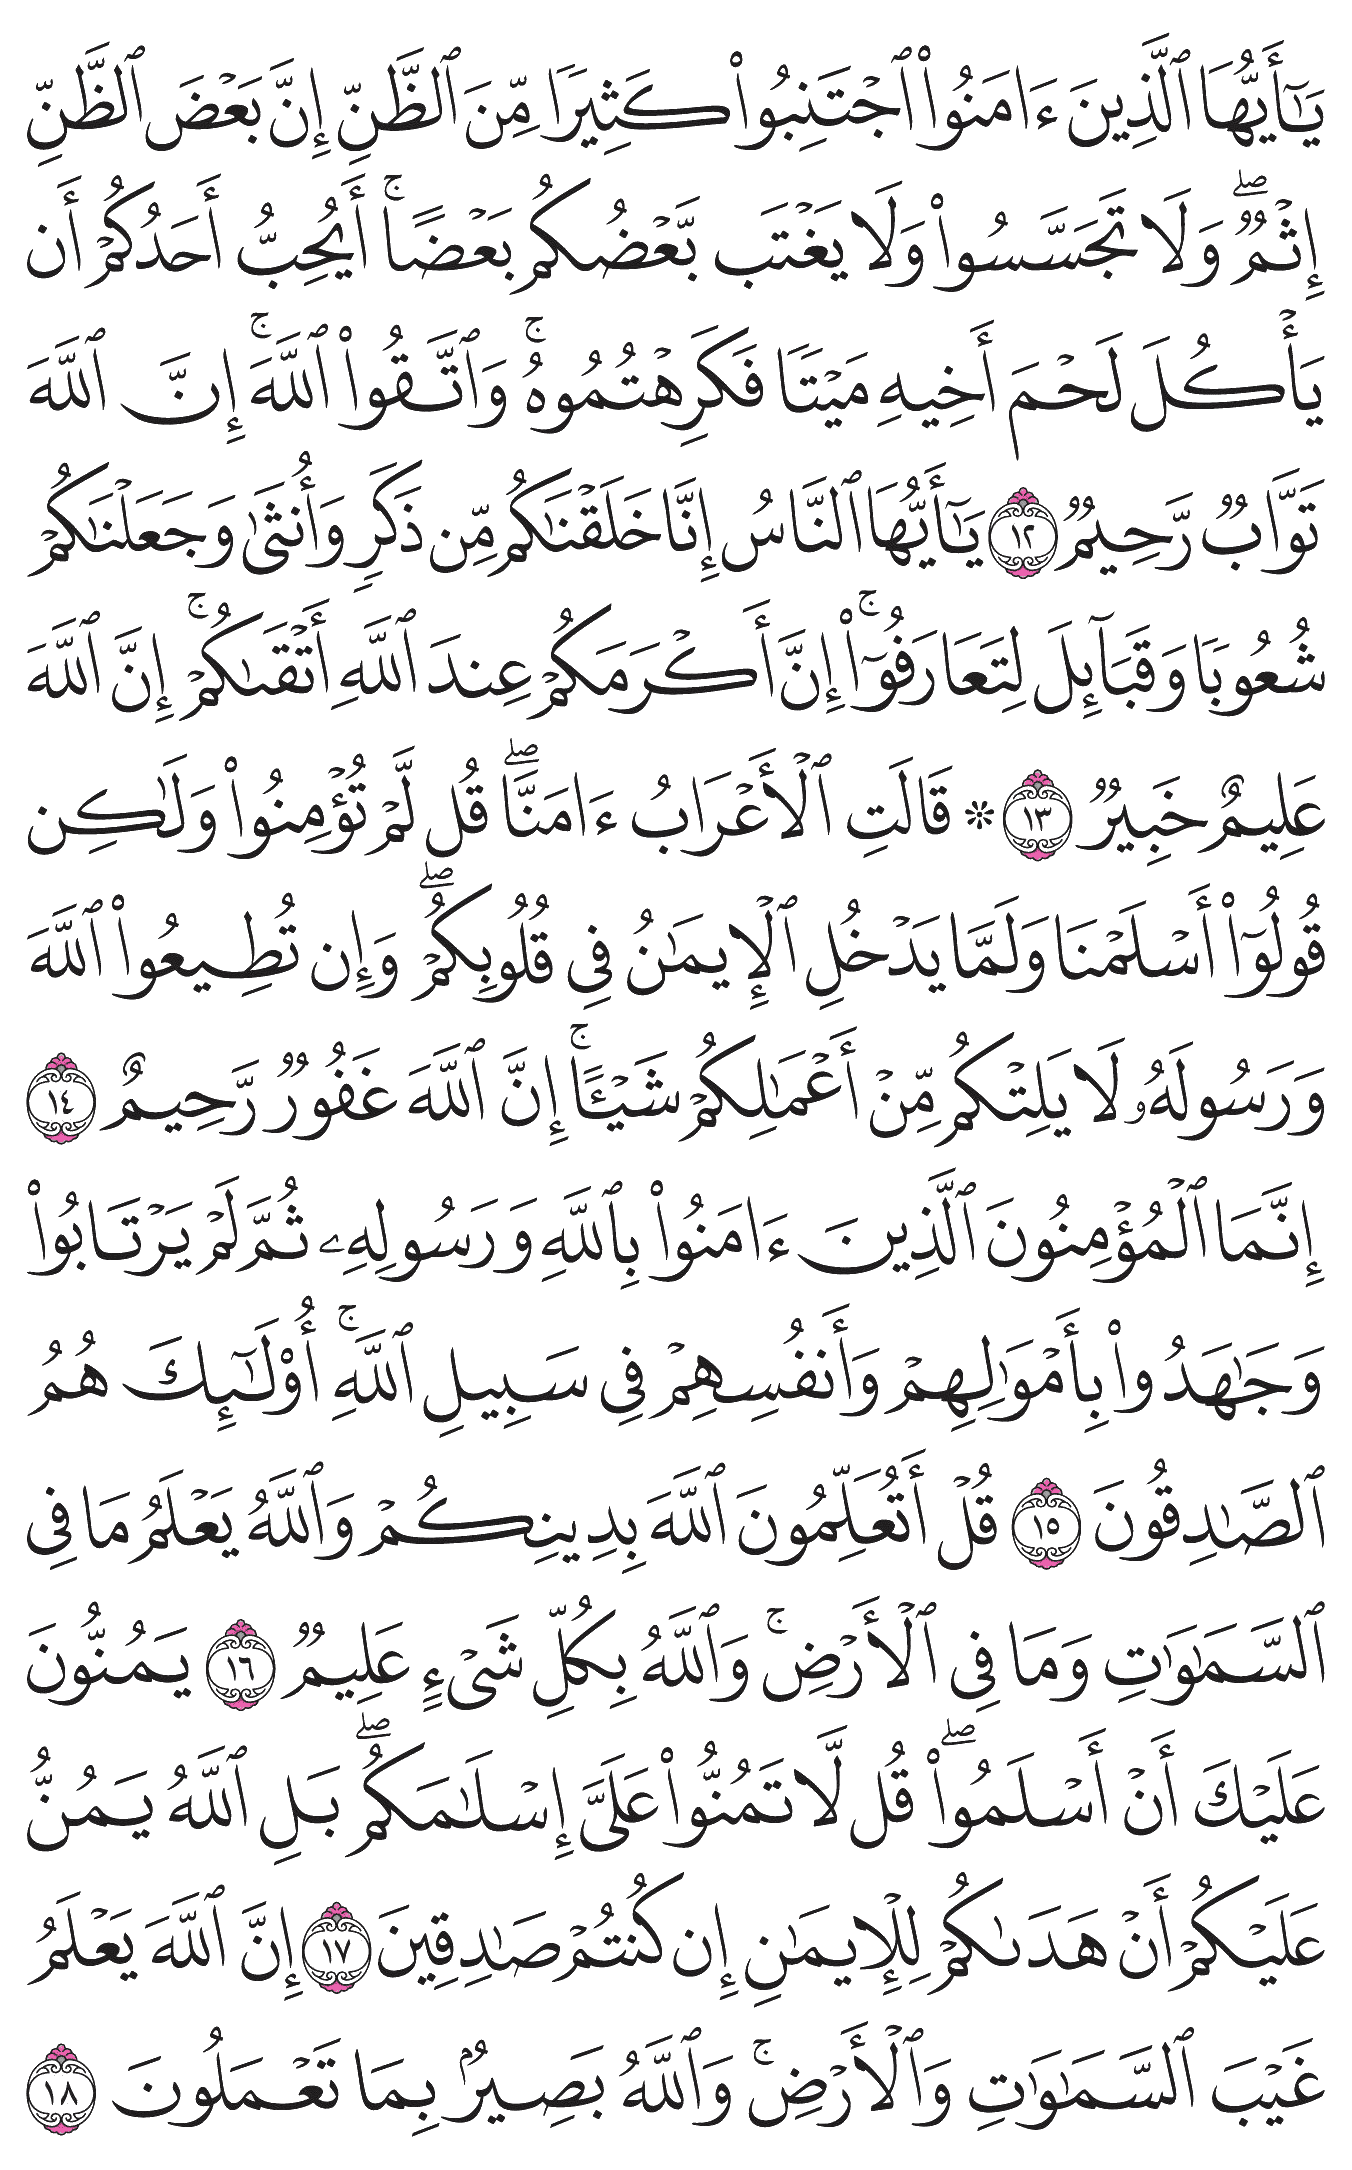 يَـٰٓأَيُّهَا ٱلَّذِينَ ءَامَنُوا۟ ٱجْتَنِبُوا۟ كَثِيرًا مِّنَ ٱلظَّنِّ إِنَّ بَعْضَ ٱلظَّنِّ
إِثْمٌ ۖ وَلَا تَجَسَّسُوا۟ وَلَا يَغْتَب بَّعْضُكُم بَعْضًا ۚ أَيُحِبُّ أَحَدُكُمْ أَن
يَأْكُلَ لَحْمَ أَخِيهِ مَيْتًا فَكَرِهْتُمُوهُ ۚ وَٱتَّقُوا۟ ٱللَّهَ ۚ إِنَّ ٱللَّهَ
تَوَّابٌ رَّحِيمٌ ١٢ يَـٰٓأَيُّهَا ٱلنَّاسُ إِنَّا خَلَقْنَـٰكُم مِّن ذَكَرٍ وَأُنثَىٰ وَجَعَلْنَـٰكُمْ
شُعُوبًا وَقَبَآئِلَ لِتَعَارَفُوٓا۟ ۚ إِنَّ أَكْرَمَكُمْ عِندَ ٱللَّهِ أَتْقَىٰكُمْ ۚ إِنَّ ٱللَّهَ
عَلِيمٌ خَبِيرٌ ١٣ ۞ قَالَتِ ٱلْأَعْرَابُ ءَامَنَّا ۖ قُل لَّمْ تُؤْمِنُوا۟ وَلَـٰكِن
قُولُوٓا۟ أَسْلَمْنَا وَلَمَّا يَدْخُلِ ٱلْإِيمَـٰنُ فِى قُلُوبِكُمْ ۖ وَإِن تُطِيعُوا۟ ٱللَّهَ
وَرَسُولَهُۥ لَا يَلِتْكُم مِّنْ أَعْمَـٰلِكُمْ شَيْـًٔا ۚ إِنَّ ٱللَّهَ غَفُورٌ رَّحِيمٌ ١٤
إِنَّمَا ٱلْمُؤْمِنُونَ ٱلَّذِينَ ءَامَنُوا۟ بِٱللَّهِ وَرَسُولِهِۦ ثُمَّ لَمْ يَرْتَابُوا۟
وَجَـٰهَدُوا۟ بِأَمْوَٰلِهِمْ وَأَنفُسِهِمْ فِى سَبِيلِ ٱللَّهِ ۚ أُو۟لَـٰٓئِكَ هُمُ
ٱلصَّـٰدِقُونَ ١٥ قُلْ أَتُعَلِّمُونَ ٱللَّهَ بِدِينِكُمْ وَٱللَّهُ يَعْلَمُ مَا فِى
ٱلسَّمَـٰوَٰتِ وَمَا فِى ٱلْأَرْضِ ۚ وَٱللَّهُ بِكُلِّ شَىْءٍ عَلِيمٌ ١٦ يَمُنُّونَ
عَلَيْكَ أَنْ أَسْلَمُوا۟ ۖ قُل لَّا تَمُنُّوا۟ عَلَىَّ إِسْلَـٰمَكُم ۖ بَلِ ٱللَّهُ يَمُنُّ
عَلَيْكُمْ أَنْ هَدَىٰكُمْ لِلْإِيمَـٰنِ إِن كُنتُمْ صَـٰدِقِينَ ١٧ إِنَّ ٱللَّهَ يَعْلَمُ
غَيْبَ ٱلسَّمَـٰوَٰتِ وَٱلْأَرْضِ ۚ وَٱللَّهُ بَصِيرٌۢ بِمَا تَعْمَلُونَ ١٨